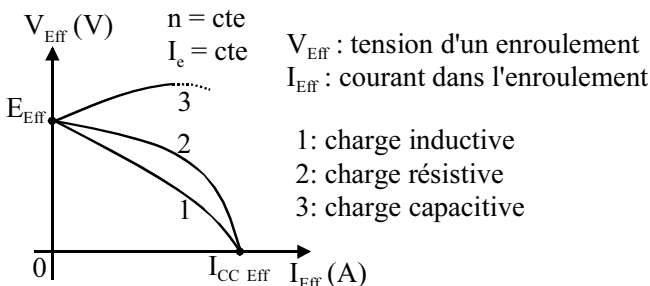 V_Eff (V)
n = cte
I_e = cte
E_Eff
3
2
1
0
I_CC Eff
I_Eff (A)
V_Eff : tension d'un enroulement
I_Eff : courant dans l'enroulement
1: charge inductive
2: charge résistive
3: charge capacitive